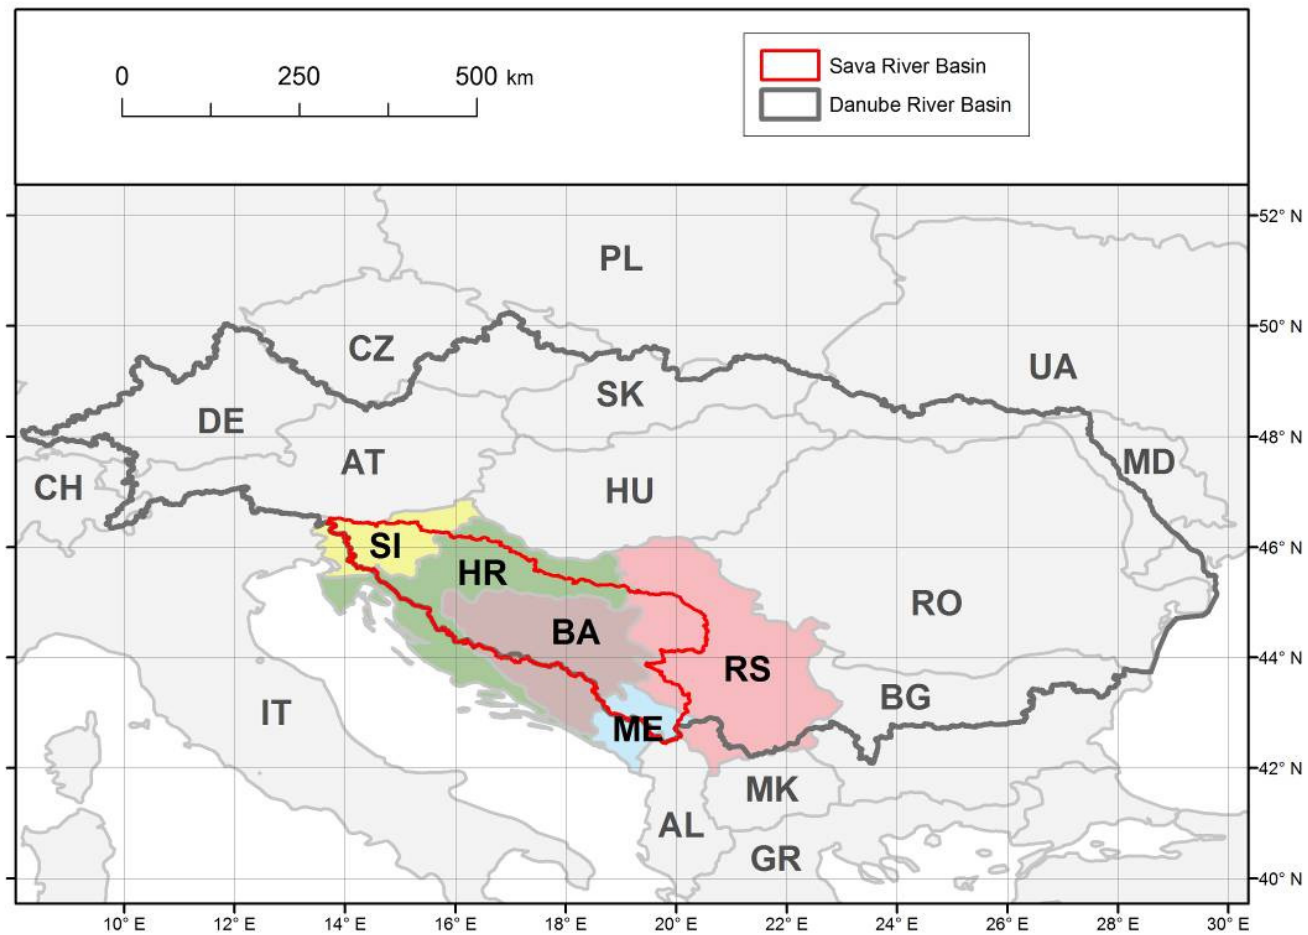 0 250 500 km
Sava River Basin
Danube River Basin
52° N
PL
50° N
CZ
UA
SK
DE
48° N
AT
MD
CH
HU
SI
46° N
HR
RO
BA
44° N
RS
BG
IT
ME
42° N
MK
AL
GR
40° N
10° E 12° E 14° E 16° E 18° E 20° E 22° E 24° E 26° E 28° E 30° E